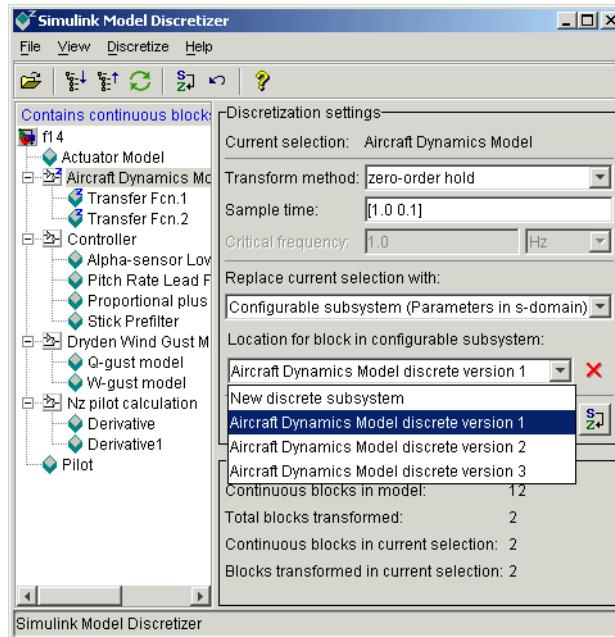 Simulink Model Discretizer
File View Discretize Help
Contains continuous block
Discretization settings
f14
Actuator Model
Aircraft Dynamics Mo
Transfer Fcn.1
Transfer Fcn.2
Controller
Alpha-sensor Low
Pitch Rate Lead F
Proportional plus
Stick Prefilter
Dryden Wind Gust M
Q-gust model
W-gust model
Nz pilot calculation
Derivative
Derivative1
Pilot
Current selection: Aircraft Dynamics Model
Transform method: zero-order hold
Sample time: [1.0 0.1]
Critical frequency: 1.0 Hz
Replace current selection with:
Configurable subsystem (Parameters in s-domain)
Location for block in configurable subsystem:
Aircraft Dynamics Model discrete version 1
New discrete subsystem
Aircraft Dynamics Model discrete version 1
Aircraft Dynamics Model discrete version 2
Aircraft Dynamics Model discrete version 3
Continuous blocks in model: 12
Total blocks transformed: 2
Continuous blocks in current selection: 2
Blocks transformed in current selection: 2
Simulink Model Discretizer